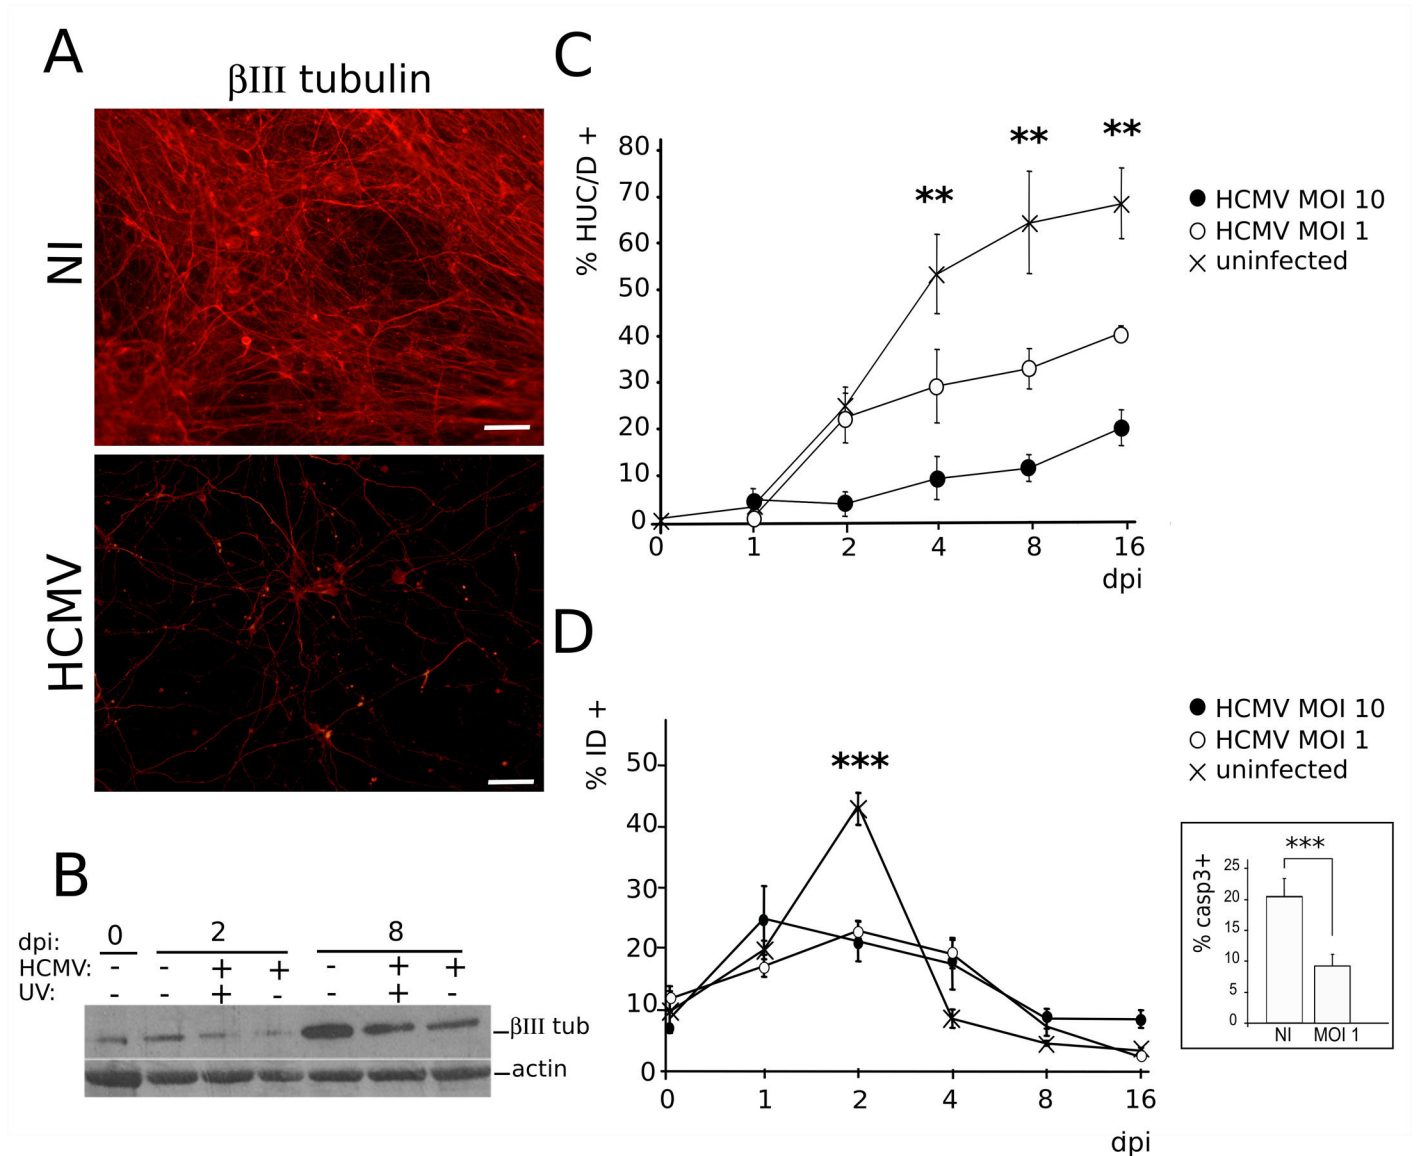 A
βIII tubulin
NI
HCMV
B
dpi: 0 2 8
HCMV: - - + + - + +
UV: - - + - - + -
βIII tub
actin
C
% HUC/D +
80
70
60
50
40
30
20
10
0
** ** **
0 1 2 4 8 16
dpi
HCMV MOI 10
HCMV MOI 1
uninfected
D
% ID +
50
40
30
20
10
0
***
0 1 2 4 8 16
dpi
HCMV MOI 10
HCMV MOI 1
uninfected
% casp3+
25
20
15
10
5
0
***
NI MOI 1